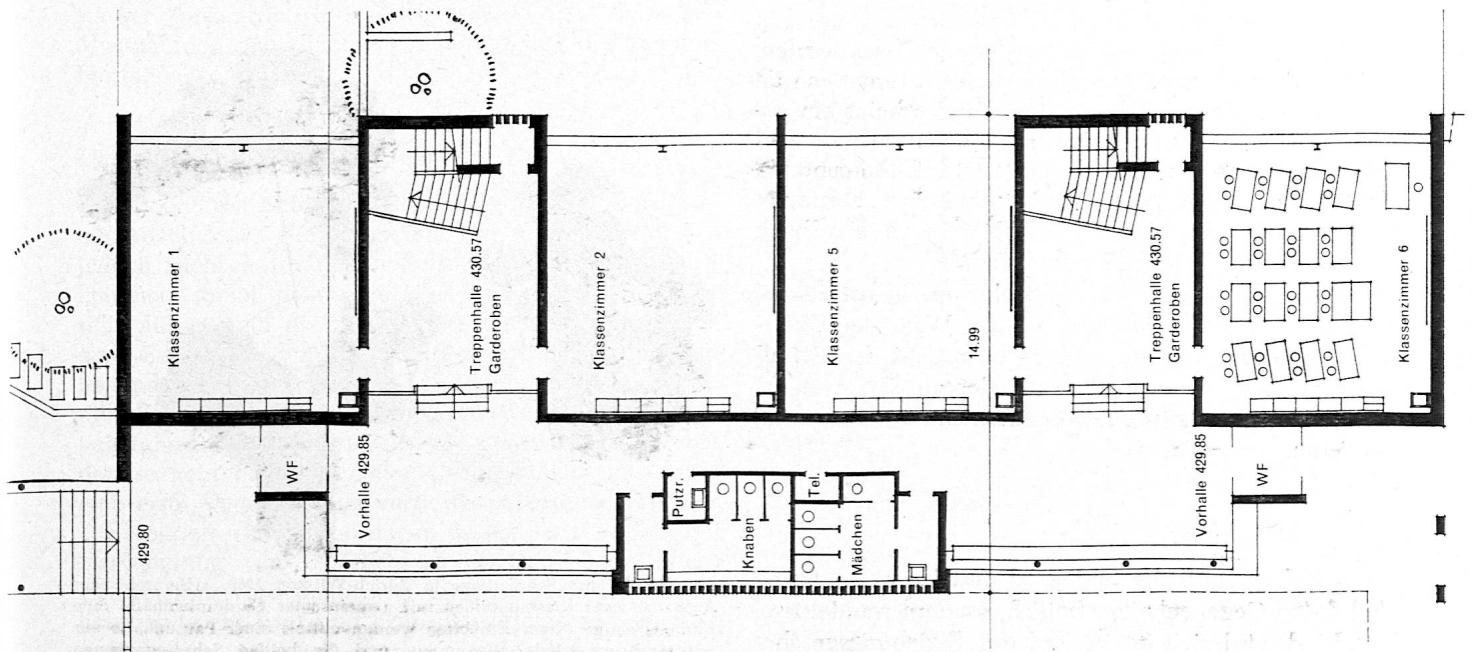 Klassenzimmer 1
Treppenhalle 430.57
Garderoben
Klassenzimmer 2
Klassenzimmer 5
14.99
Treppenhalle 430.57
Garderoben
Klassenzimmer 6
H
H
H
H
WF
Vorhalle 429.85
429.80
Putzr.
Knaben
Tel.
Mädchen
Vorhalle 429.85
WF